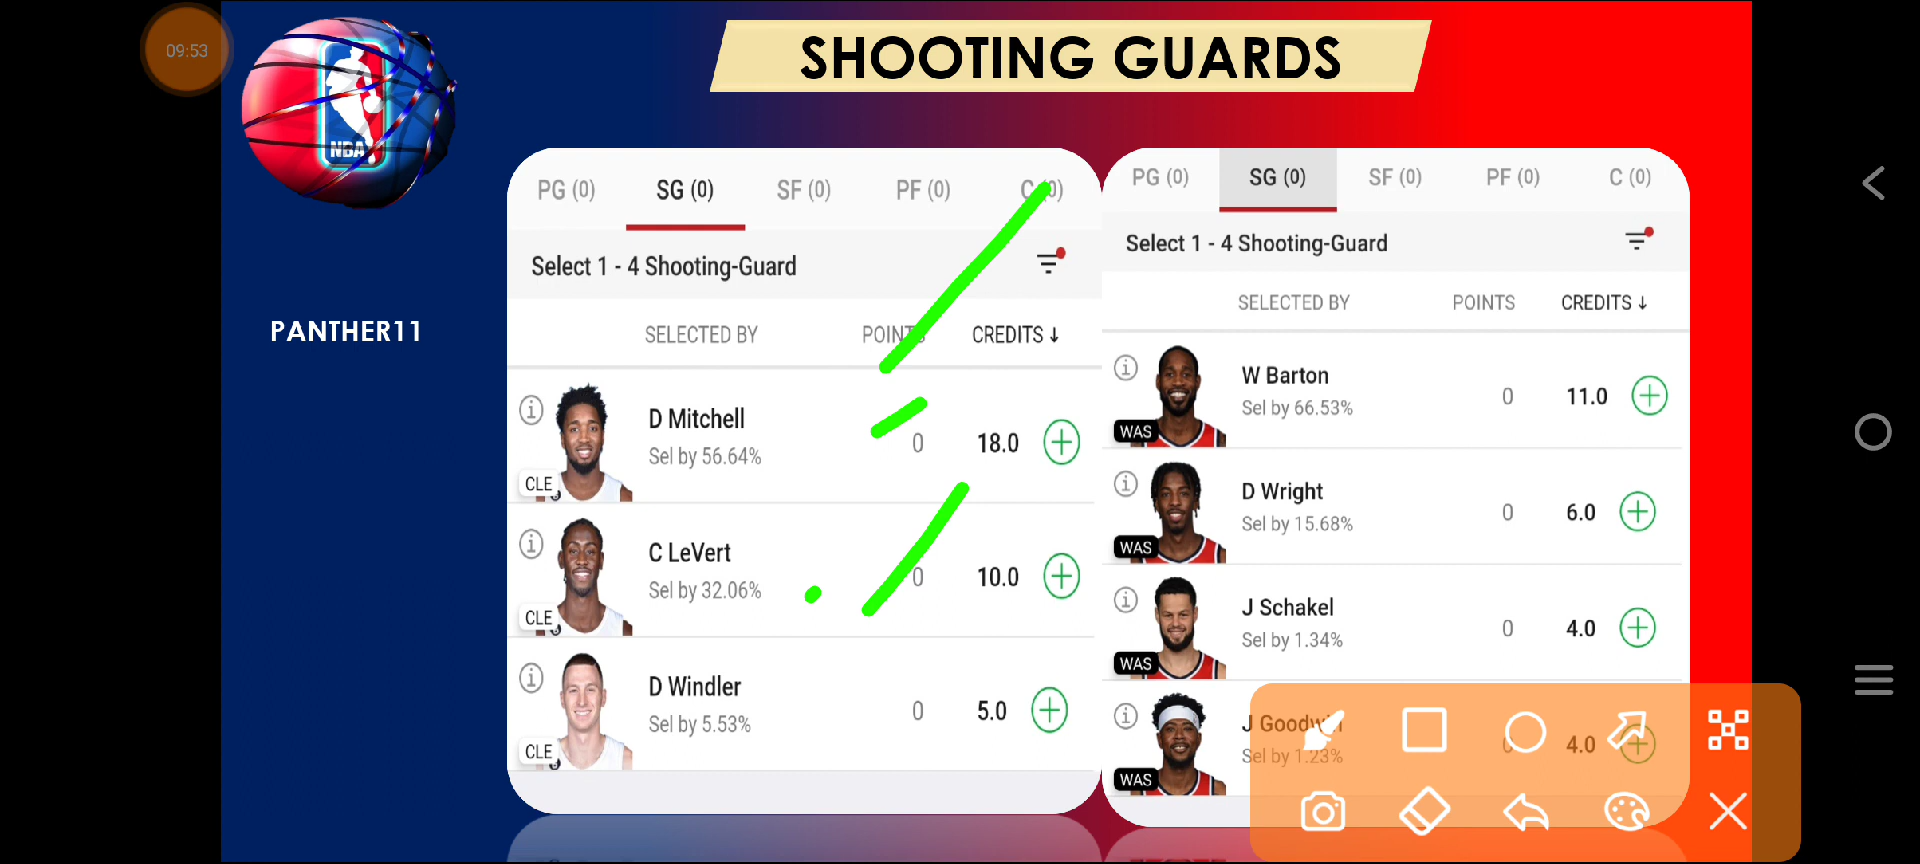 09:53
NBA
SHOOTING GUARDS
PANTHER11
PG (0) SG (0) SF (0) PF (0) C (0)
Select 1 - 4 Shooting-Guard
SELECTED BY POINTS CREDITS ↓
D Mitchell
Sel by 56.64% 0 18.0
CLE
C LeVert
Sel by 32.06% 0 10.0
CLE
D Windler
Sel by 5.53% 0 5.0
CLE
PG (0) SG (0) SF (0) PF (0) C (0)
Select 1 - 4 Shooting-Guard
SELECTED BY POINTS CREDITS ↓
W Barton
Sel by 66.53% 0 11.0
WAS
D Wright
Sel by 15.68% 0 6.0
WAS
J Schakel
Sel by 1.34% 0 4.0
WAS
J Goodwin
Sel by 1.23% 0 4.0
WAS